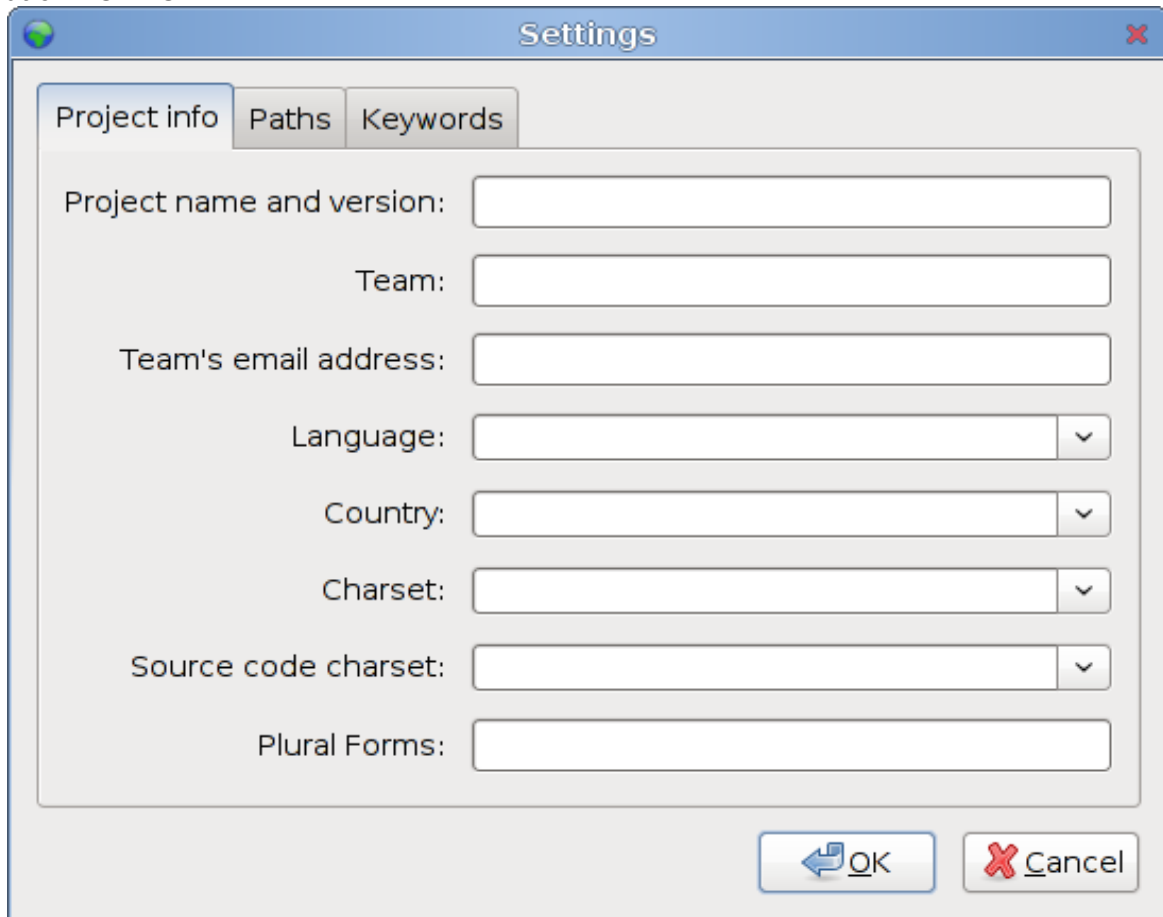 Settings
Project info Paths Keywords
Project name and version:
Team:
Team's email address:
Language:
Country:
Charset:
Source code charset:
Plural Forms:
OK Cancel